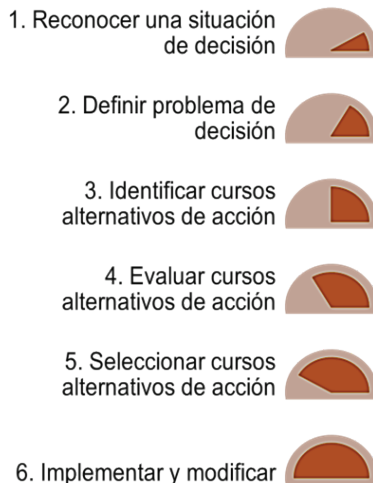 1. Reconocer una situación
de decisión
2. Definir problema de
decisión
3. Identificar cursos
alternativos de acción
4. Evaluar cursos
alternativos de acción
5. Seleccionar cursos
alternativos de acción
6. Implementar y modificar